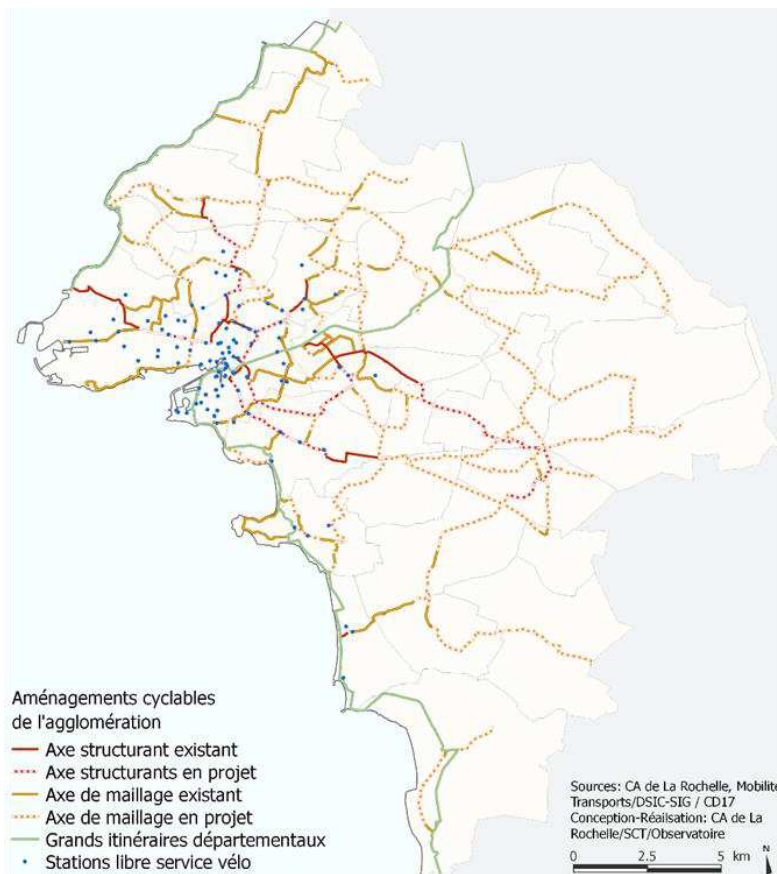 Aménagements cyclables
de l'agglomération
Axe structurant existant
Axe structurants en projet
Axe de maillage existant
Axe de maillage en projet
Grands itinéraires départementaux
Stations libre service vélo
Sources: CA de La Rochelle, Mobilité
Transports/DSIC-SIG / CD17
Conception-Réalisation: CA de La
Rochelle/SCT/Observatoire
0 2.5 5 km
N